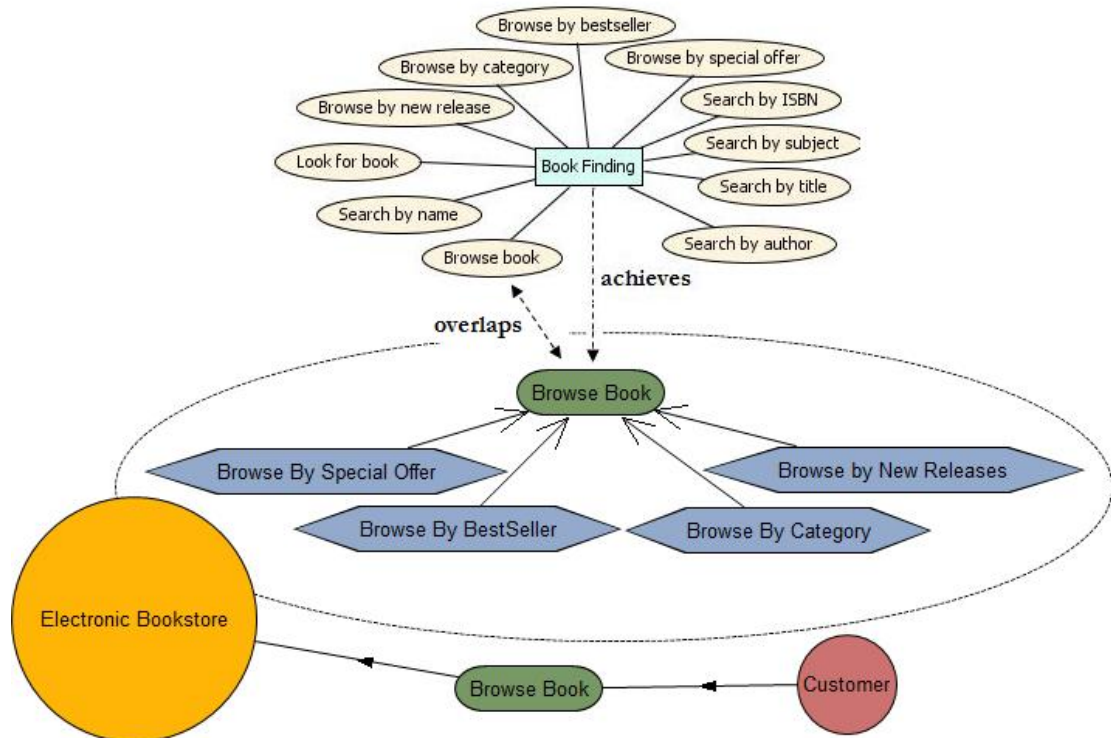 Browse by bestseller
Browse by category
Browse by special offer
Browse by new release
Search by ISBN
Look for book
Book Finding
Search by subject
Search by title
Search by name
Search by author
Browse book
achieves
overlaps
Browse Book
Browse By Special Offer
Browse by New Releases
Browse By BestSeller
Browse By Category
Electronic Bookstore
Browse Book
Customer